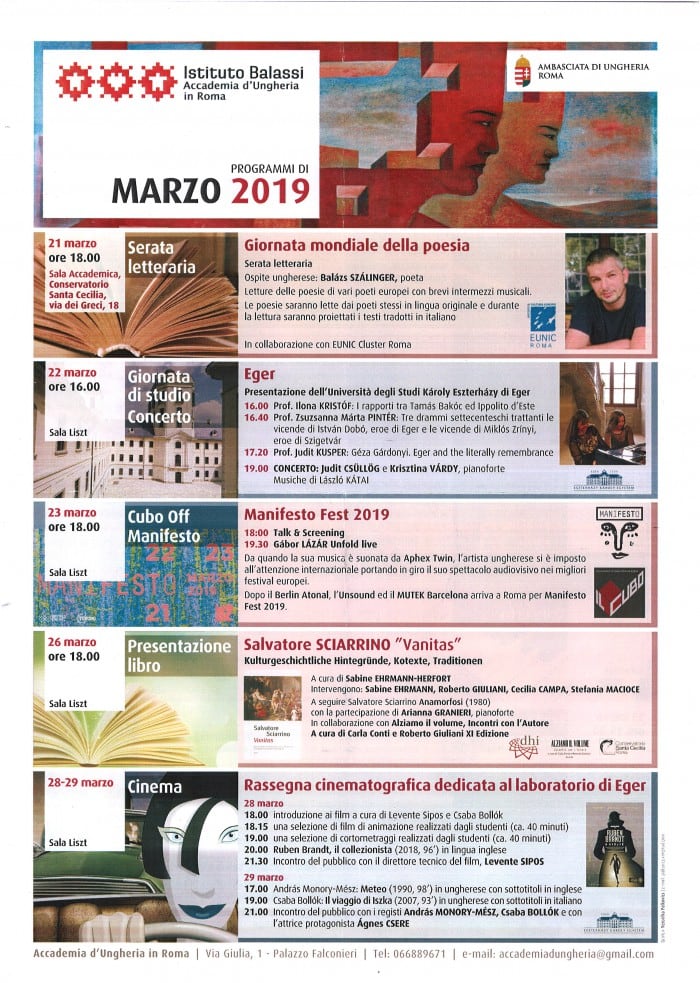 Istituto Balassi
Accademia d'Ungheria
in Roma
AMBASCIATA DI UNGHERIA
ROMA
PROGRAMMI DI
MARZO 2019
21 marzo
ore 18.00
Sala Accademica,
Conservatorio
Santa Cecilia,
via dei Greci, 18
Serata
letteraria
Giornata mondiale della poesia
Serata letteraria
Ospite ungherese: Balázs SZÁLINGER, poeta
Letture delle poesie di vari poeti europei con brevi intermezzi musicali.
Le poesie saranno lette dai poeti stessi in lingua originale e durante
la lettura saranno proiettati i testi tradotti in italiano
In collaborazione con EUNIC Cluster Roma
EUNIC
ROMA
22 marzo
ore 16.00
Sala Liszt
Giornata
di studio
Concerto
Eger
Presentazione dell'Università degli Studi Károly Eszterházy di Eger
16.00 Prof. Ilona KRISTÓF: I rapporti tra Tamás Bakóc ed Ippolito d'Este
16.40 Prof. Zsuzsanna Márta PINTÉR: Tre drammi settecenteschi trattanti le
vicende di István Dobó, eroe di Eger e le vicende di Miklós Zrínyi,
eroe di Szigetvár
17.20 Prof. Judit KUSPER: Géza Gárdonyi. Eger and the literally remembrance
19.00 CONCERTO: Judit CSÜLLÖG e Krisztina VÁRDY, pianoforte
Musiche di László KÁTAI
23 marzo
ore 18.00
Sala Liszt
Cubo Off
Manifesto
22 23
MANIFESTO
21
Manifesto Fest 2019
18:00 Talk & Screening
19.30 Gábor LÁZÁR Unfold live
Da quando la sua musica è suonata da Aphex Twin, l'artista ungherese si è imposto
all'attenzione internazionale portando in giro il suo spettacolo audiovisivo nei migliori
festival europei.
Dopo il Berlin Atonal, l'Unsound ed il MUTEK Barcelona arriva a Roma per Manifesto
Fest 2019.
MANIFESTO
IL CUBO
26 marzo
ore 18.00
Sala Liszt
Presentazione
libro
Salvatore SCIARRINO "Vanitas"
Kulturgeschichtliche Hintegründe, Kotexte, Traditionen
A cura di Sabine EHRMANN-HERFORT
Intervengono: Sabine EHRMANN, Roberto GIULIANI, Cecilia CAMPA, Stefania MACIOCE
A seguire Salvatore Sciarrino Anamorfosi (1980)
con la partecipazione di Arianna GRANIERI, pianoforte
In collaborazione con Alziamo il volume, Incontri con l'Autore
A cura di Carla Conti e Roberto Giuliani XI Edizione
Salvatore
Sciarrino
Vanitas
dhi
ALZIAMO IL VOLUME
Conservatorio
Santa Cecilia
Roma
28-29 marzo
Sala Liszt
Cinema
Rassegna cinematografica dedicata al laboratorio di Eger
28 marzo
18.00 introduzione ai film a cura di Levente Sipos e Csaba Bollók
18.15 una selezione di film di animazione realizzati dagli studenti (ca. 40 minuti)
19.00 una selezione di cortometraggi realizzati dagli studenti (ca. 40 minuti)
20.00 Ruben Brandt, il collezionista (2018, 96') in lingua inglese
21.30 Incontro del pubblico con il direttore tecnico del film, Levente SIPOS
29 marzo
17.00 András Monory-Mész: Meteo (1990, 98') in ungherese con sottotitoli in inglese
19.00 Csaba Bollók: Il viaggio di Iszka (2007, 93') in ungherese con sottotitoli in inglese
21.00 Incontro del pubblico con i registi András MONORY-MÉSZ, Csaba BOLLÓK e con
l'attrice protagonista Ágnes CSERE
RUBEN
BRANDT
Accademia d'Ungheria in Roma | Via Giulia, 1 - Palazzo Falconieri | Tel: 066889671 | e-mail: accademiadungheria@gmail.com